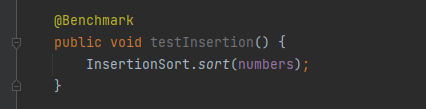 @Benchmark
public void testInsertion() {
    InsertionSort.sort(numbers);
}